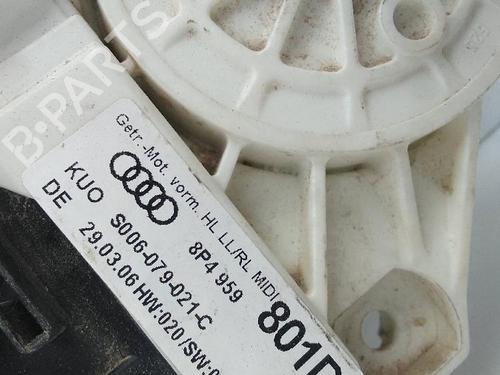 B-PARTS
Getr.-Mot. vorm. HL LL/RL MIDI
8P4 959
801D
KUO S006-079-021-C
DE 29.03.06 HW:020/SW: